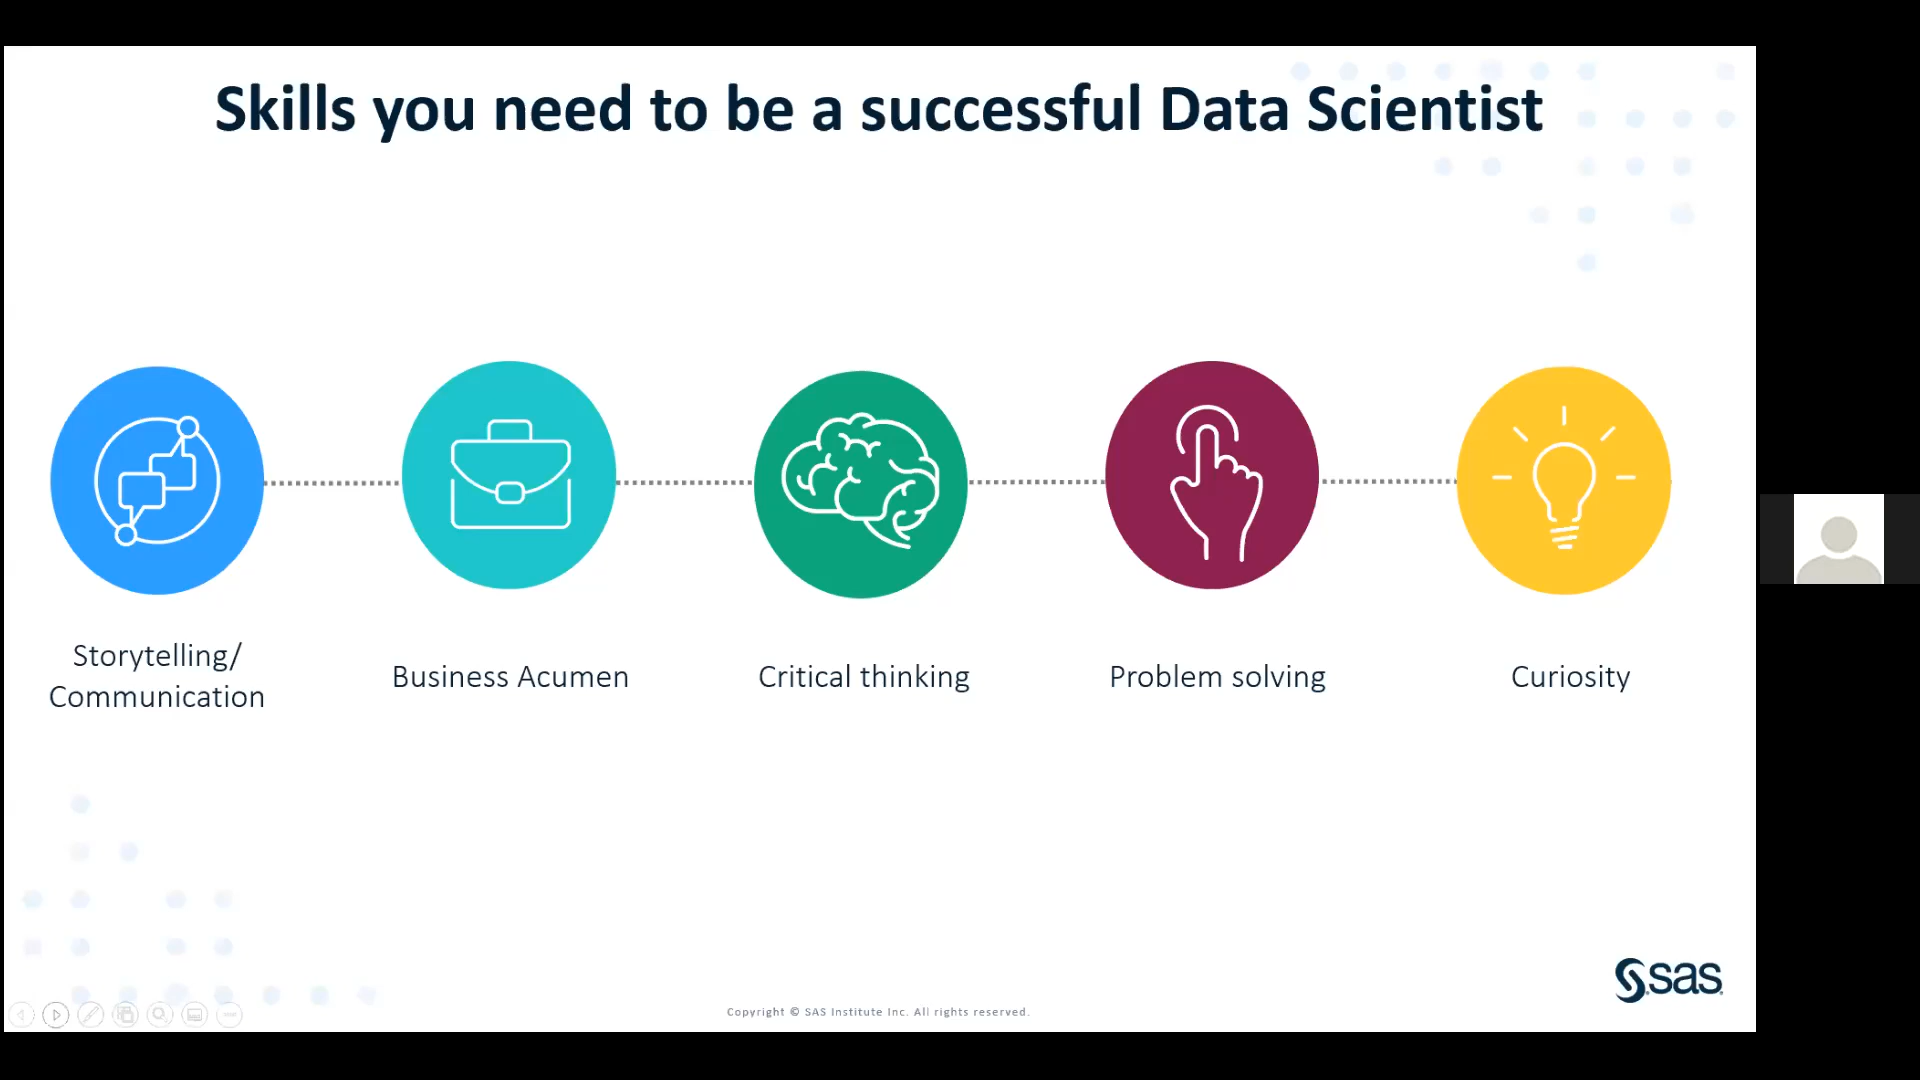 Skills you need to be a successful Data Scientist
Storytelling/
Communication
Business Acumen
Critical thinking
Problem solving
Curiosity
sas
Copyright © SAS Institute Inc. All rights reserved.